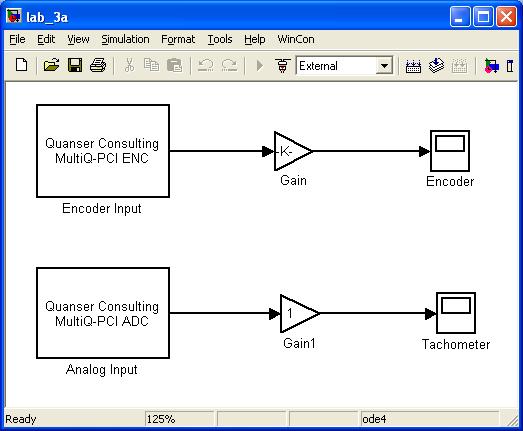 lab_3a
File Edit View Simulation Format Tools Help WinCon
External
Quanser Consulting
MultiQ-PCI ENC
-K-
Encoder Input
Gain
Encoder
Quanser Consulting
MultiQ-PCI ADC
1
Analog Input
Gain1
Tachometer
Ready 125% ode4